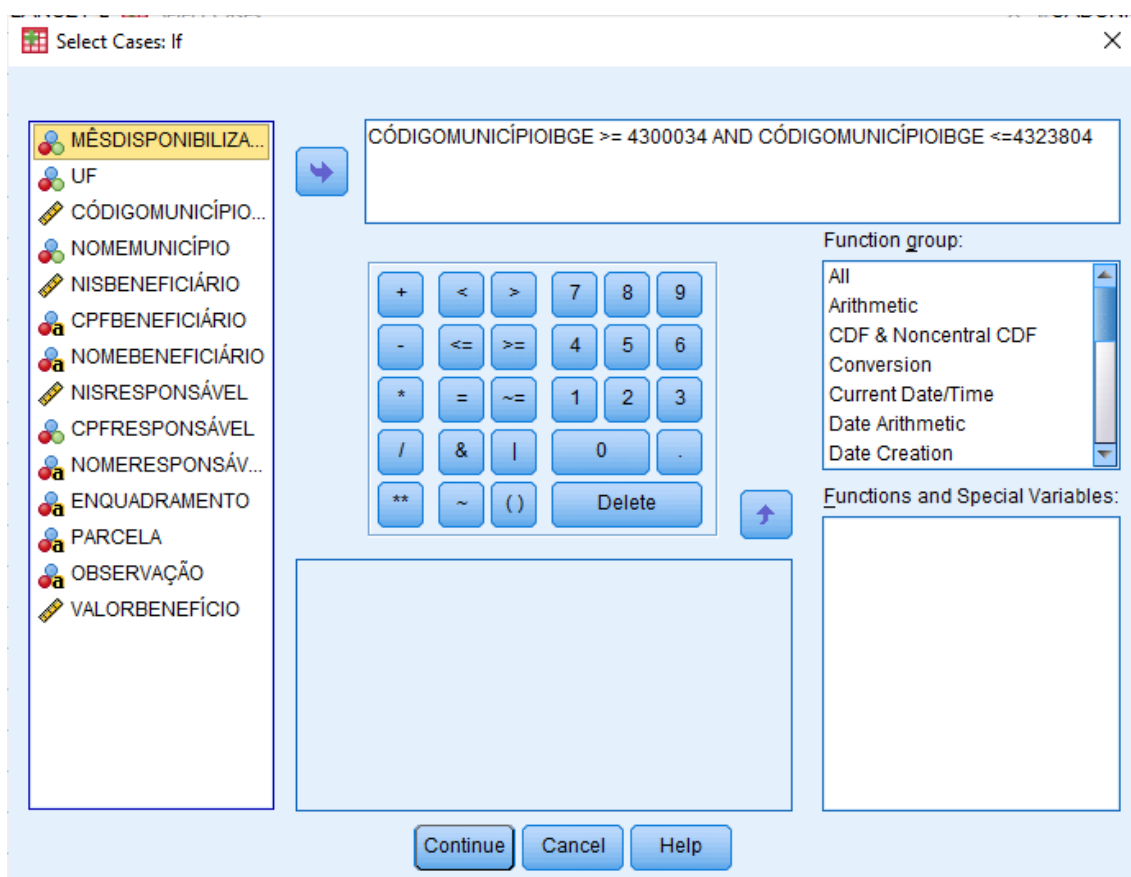 Select Cases: If
MÊSDISPONIBILIZA...
UF
CÓDIGOMUNICÍPIO...
NOMEMUNICÍPIO
NISBENEFICIÁRIO
CPFBENEFICIÁRIO
NOMEBENEFICIÁRIO
NISRESPONSÁVEL
CPFRESPONSÁVEL
NOMERESPONSÁV...
ENQUADRAMENTO
PARCELA
OBSERVAÇÃO
VALORBENEFÍCIO
CÓDIGOMUNICÍPIOIBGE >= 4300034 AND CÓDIGOMUNICÍPIOIBGE <=4323804
+ < > 7 8 9
- <= >= 4 5 6
* = ~= 1 2 3
/ & | 0 .
** ~ ( ) Delete
Function group:
All
Arithmetic
CDF & Noncentral CDF
Conversion
Current Date/Time
Date Arithmetic
Date Creation
Functions and Special Variables:
Continue Cancel Help